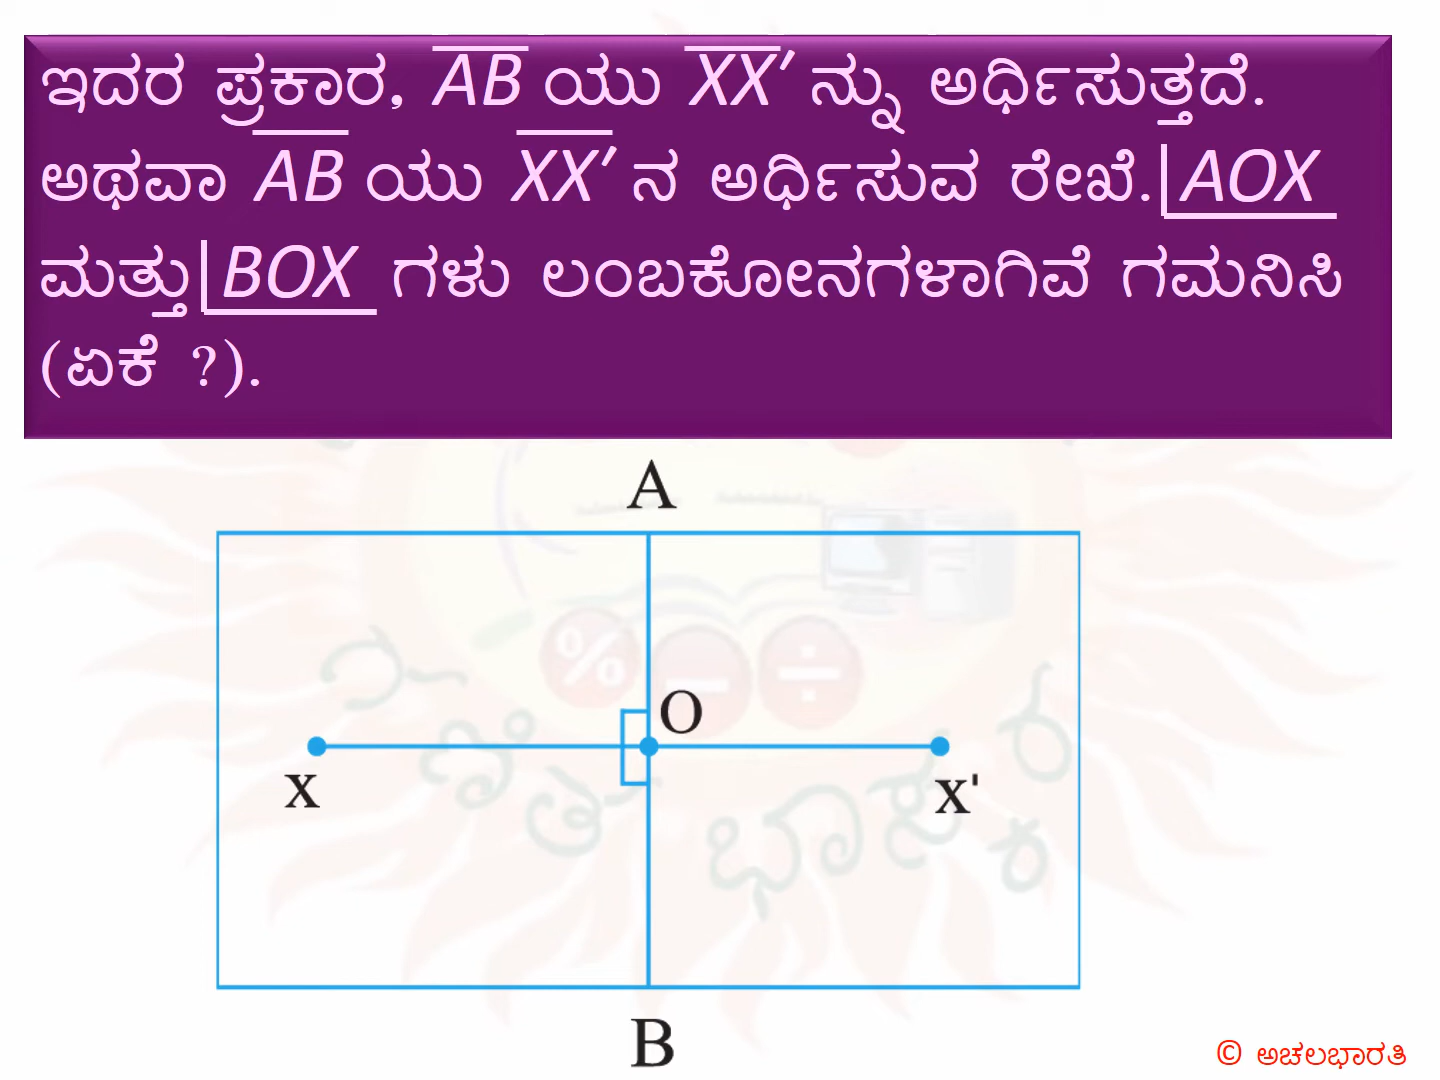 ಇದರ ಪ್ರಕಾರ, AB ಯು XX′ ನ್ನು ಅರ್ಧಿಸುತ್ತದೆ.
ಅಥವಾ AB ಯು XX′ ನ ಅರ್ಧಿಸುವ ರೇಖೆ. AOX
ಮತ್ತು BOX ಗಳು ಲಂಬಕೋನಗಳಾಗಿವೆ ಗಮನಿಸಿ
(ಏಕೆ ?).
A
O
X
X'
B
© ಅಚಲಭಾರತಿ